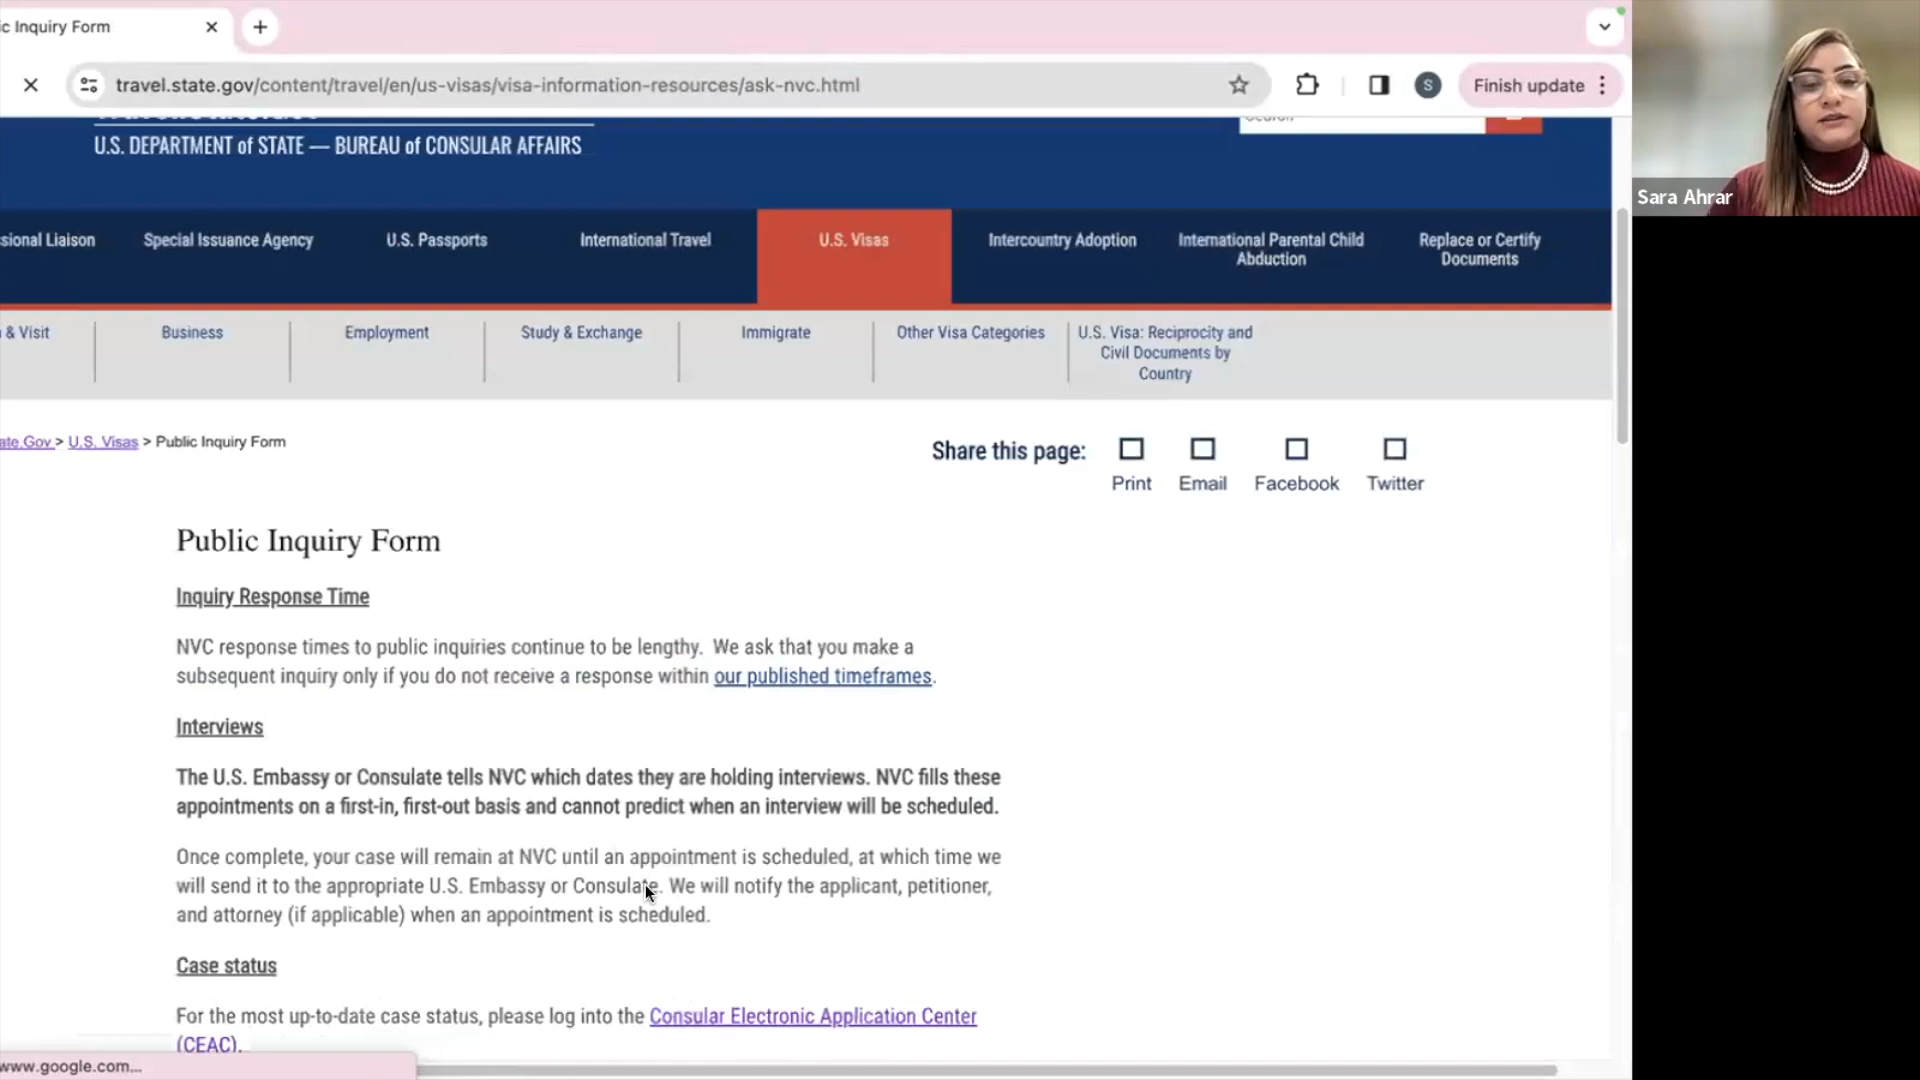 c Inquiry Form
travel.state.gov/content/travel/en/us-visas/visa-information-resources/ask-nvc.html
S
Finish update
U.S. DEPARTMENT of STATE — BUREAU of CONSULAR AFFAIRS
Sara Ahrar
sional Liaison
Special Issuance Agency
U.S. Passports
International Travel
U.S. Visas
Intercountry Adoption
International Parental Child
Abduction
Replace or Certify
Documents
& Visit
Business
Employment
Study & Exchange
Immigrate
Other Visa Categories
U.S. Visa: Reciprocity and
Civil Documents by
Country
ate.Gov > U.S. Visas > Public Inquiry Form
Share this page:
Print
Email
Facebook
Twitter
Public Inquiry Form
Inquiry Response Time
NVC response times to public inquiries continue to be lengthy. We ask that you make a
subsequent inquiry only if you do not receive a response within our published timeframes.
Interviews
The U.S. Embassy or Consulate tells NVC which dates they are holding interviews. NVC fills these
appointments on a first-in, first-out basis and cannot predict when an interview will be scheduled.
Once complete, your case will remain at NVC until an appointment is scheduled, at which time we
will send it to the appropriate U.S. Embassy or Consulate. We will notify the applicant, petitioner,
and attorney (if applicable) when an appointment is scheduled.
Case status
For the most up-to-date case status, please log into the Consular Electronic Application Center
(CEAC).
www.google.com...